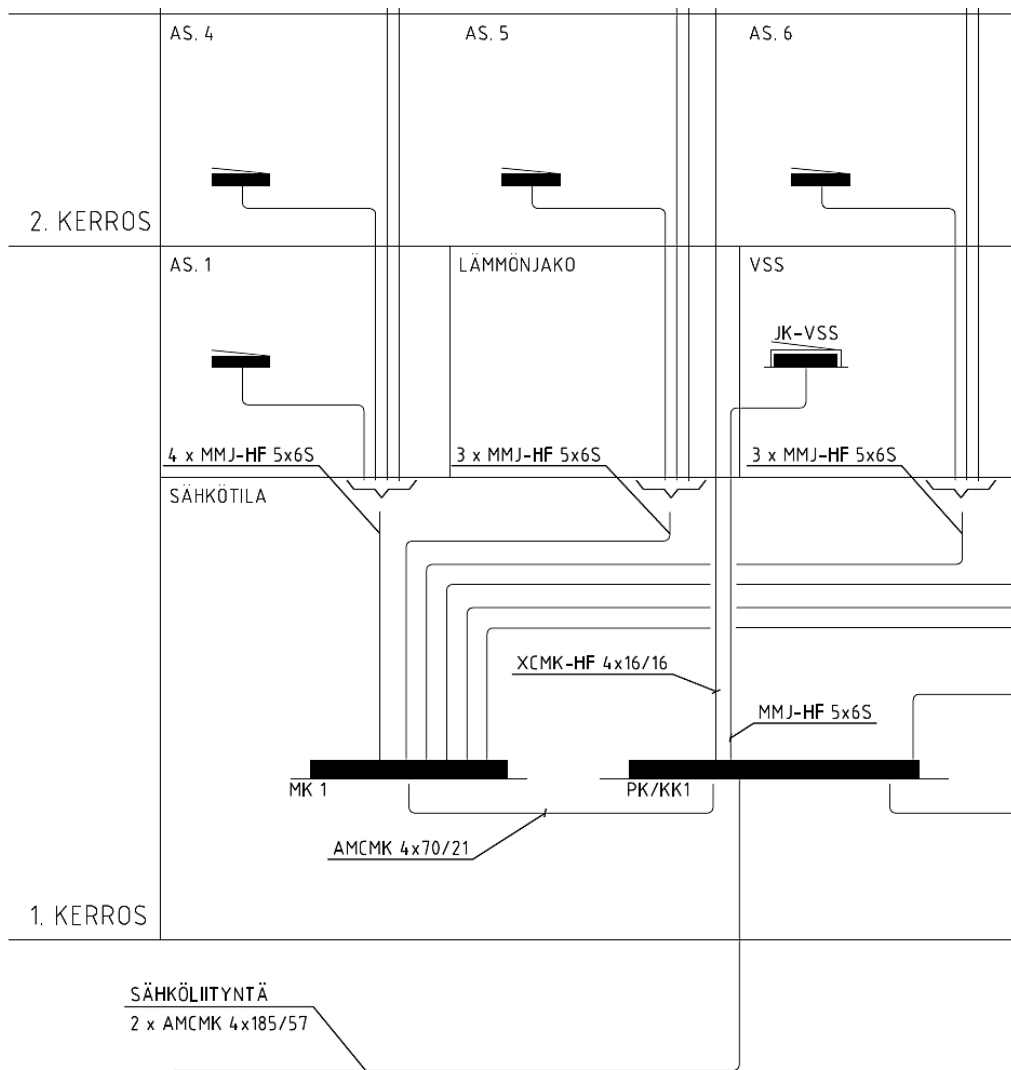 AS. 4
AS. 5
AS. 6
2. KERROS
AS. 1
LÄMMÖNJAKO
VSS
JK-VSS
4 x MMJ-HF 5x6S
3 x MMJ-HF 5x6S
3 x MMJ-HF 5x6S
SÄHKÖTILA
XCMK-HF 4x16/16
MMJ-HF 5x6S
MK 1
PK/KK1
AMCMK 4x70/21
1. KERROS
SÄHKÖLIITYNTÄ
2 x AMCMK 4x185/57